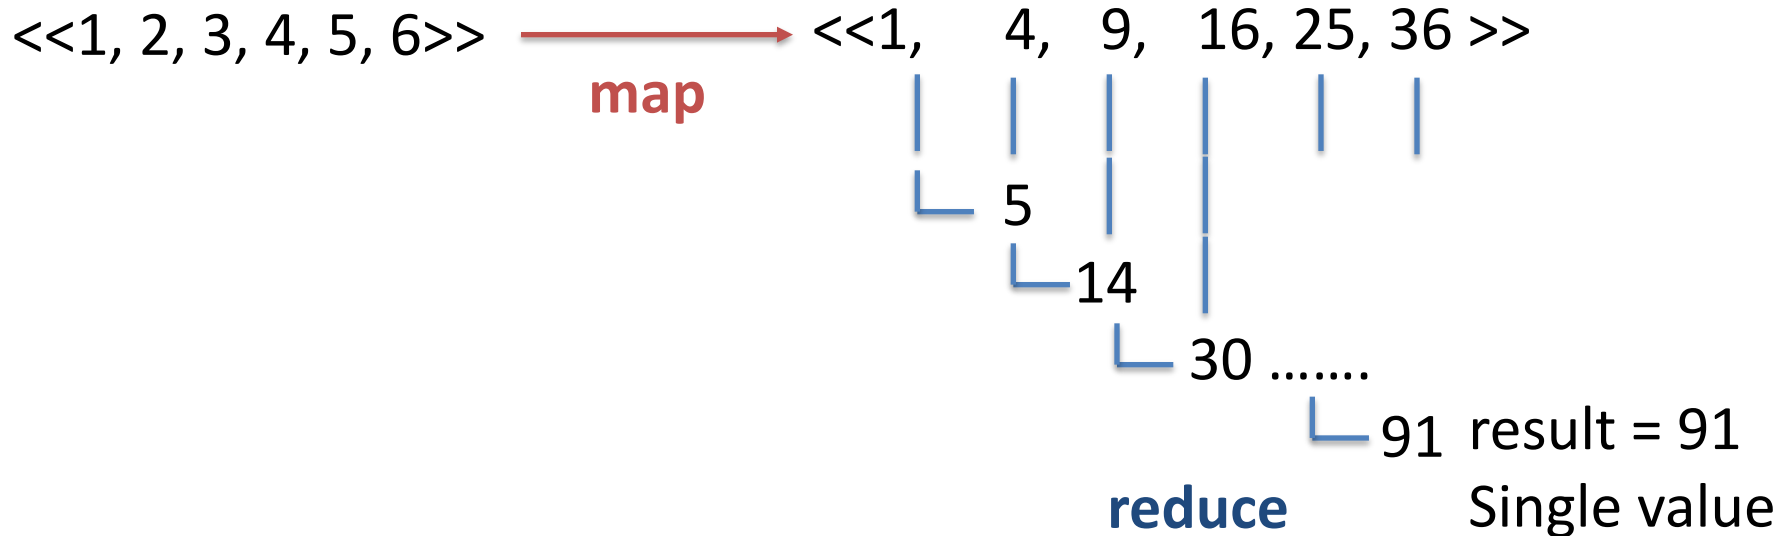 <<1, 2, 3, 4, 5, 6>>
<<1, 4, 9, 16, 25, 36 >>
map
5
14
30 .......
91 result = 91
reduce
Single value